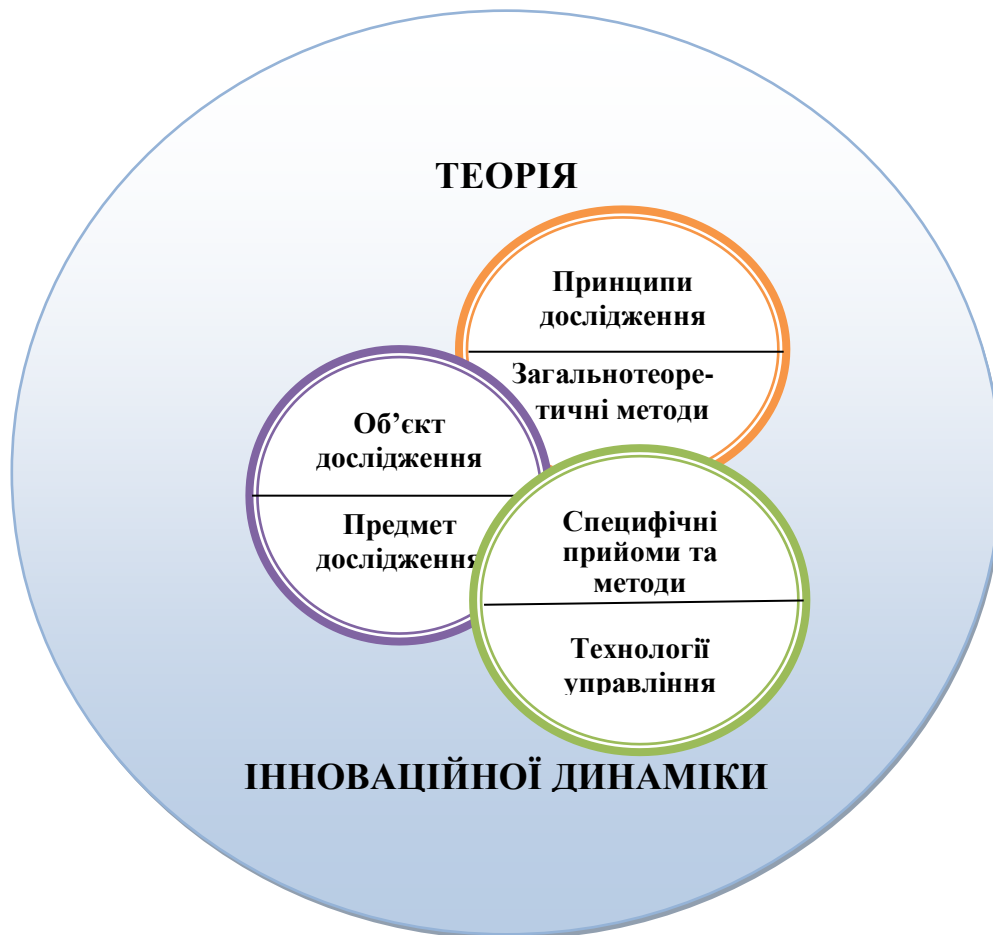 ТЕОРІЯ
Принципи
дослідження
Загальнотеоре-
тичні методи
Об’єкт
дослідження
Предмет
дослідження
Специфічні
прийоми та
методи
Технології
управління
ІННОВАЦІЙНОЇ ДИНАМІКИ